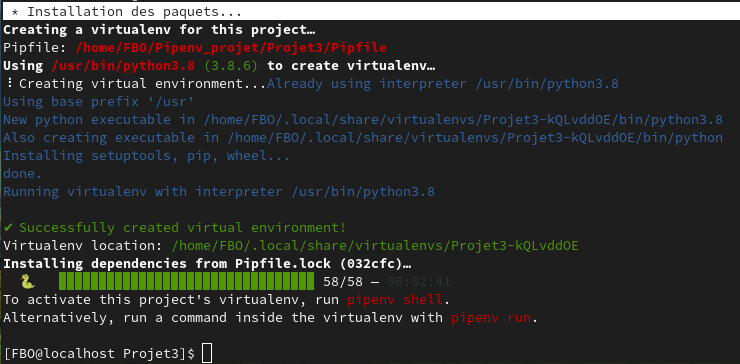 * Installation des paquets...
Creating a virtualenv for this project…
Pipfile: /home/FBO/Pipenv_projet/Projet3/Pipfile
Using /usr/bin/python3.8 (3.8.6) to create virtualenv…
⠸ Creating virtual environment...Already using interpreter /usr/bin/python3.8
Using base prefix '/usr'
New python executable in /home/FBO/.local/share/virtualenvs/Projet3-kQLvddOE/bin/python3.8
Also creating executable in /home/FBO/.local/share/virtualenvs/Projet3-kQLvddOE/bin/python
Installing setuptools, pip, wheel...
done.
Running virtualenv with interpreter /usr/bin/python3.8
✔ Successfully created virtual environment!
Virtualenv location: /home/FBO/.local/share/virtualenvs/Projet3-kQLvddOE
Installing dependencies from Pipfile.lock (032cfc)…
58/58 — 00:02:41
To activate this project's virtualenv, run pipenv shell.
Alternatively, run a command inside the virtualenv with pipenv run.
[FBO@localhost Projet3]$